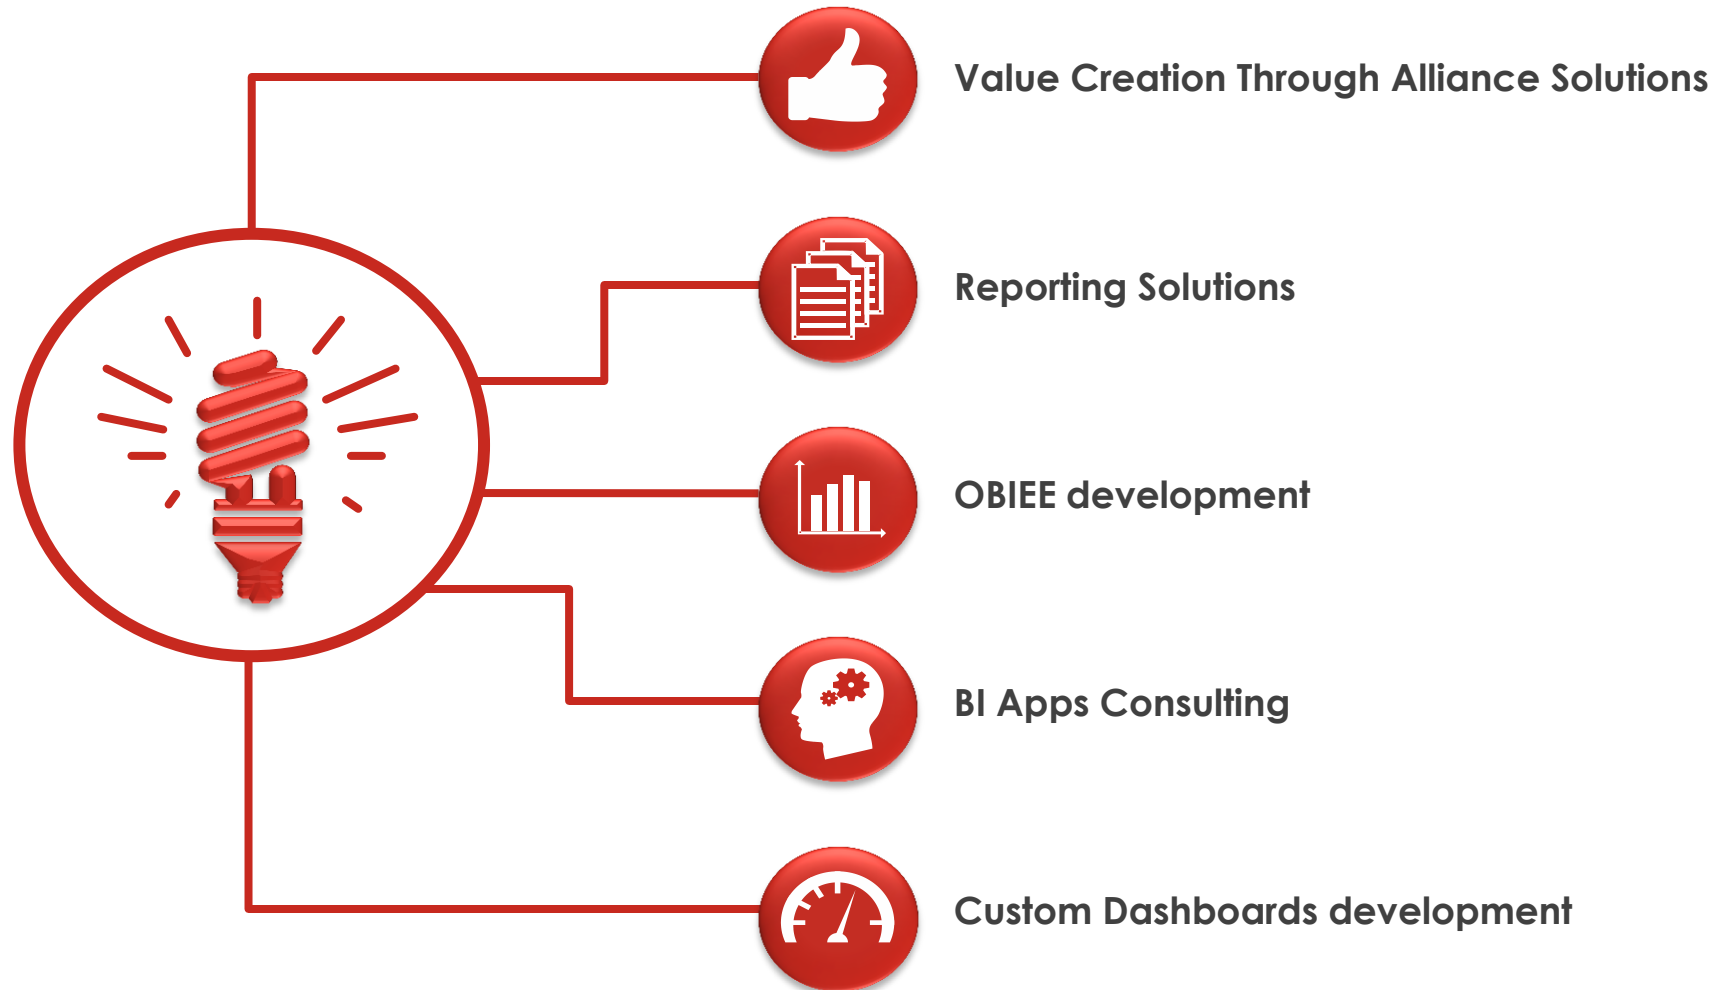 Value Creation Through Alliance Solutions
Reporting Solutions
OBIEE development
BI Apps Consulting
Custom Dashboards development